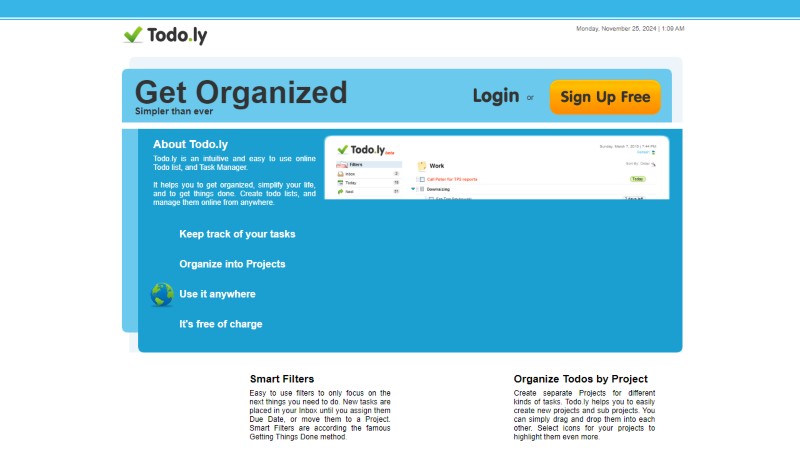 Todo.ly
Monday, November 25, 2024 | 1:09 AM
Get Organized
Simpler than ever
Login or Sign Up Free
About Todo.ly
Todo.ly is an intuitive and easy to use online
Todo list, and Task Manager.
It helps you to get organized, simplify your life,
and to get things done. Create todo lists, and
manage them online from anywhere.
Todo.ly beta
Filters
Work
Inbox
Call Peter for TPS reports
Today
Today
Downsizing
Next
Keep track of your tasks
Organize into Projects
Use it anywhere
It's free of charge
Smart Filters
Easy to use filters to only focus on the
next things you need to do. New tasks are
placed in your Inbox until you assign them
Due Date, or move them to a Project.
Smart Filters are according the famous
Getting Things Done method.
Organize Todos by Project
Create separate Projects for different
kinds of tasks. Todo.ly helps you to easily
create new projects and sub projects. You
can simply drag and drop them into each
other. Select icons for your projects to
highlight them even more.